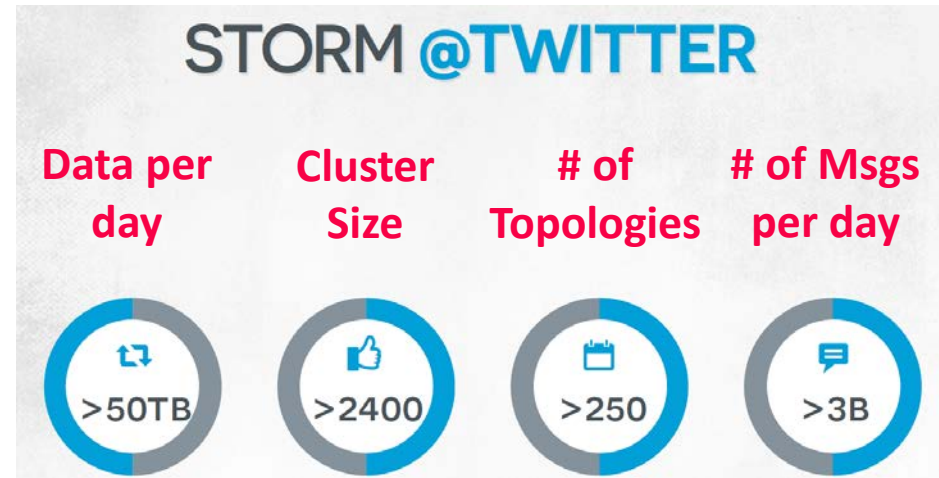 STORM @TWITTER
Data per day
Cluster Size
# of Topologies
# of Msgs per day
>50TB
>2400
>250
>3B